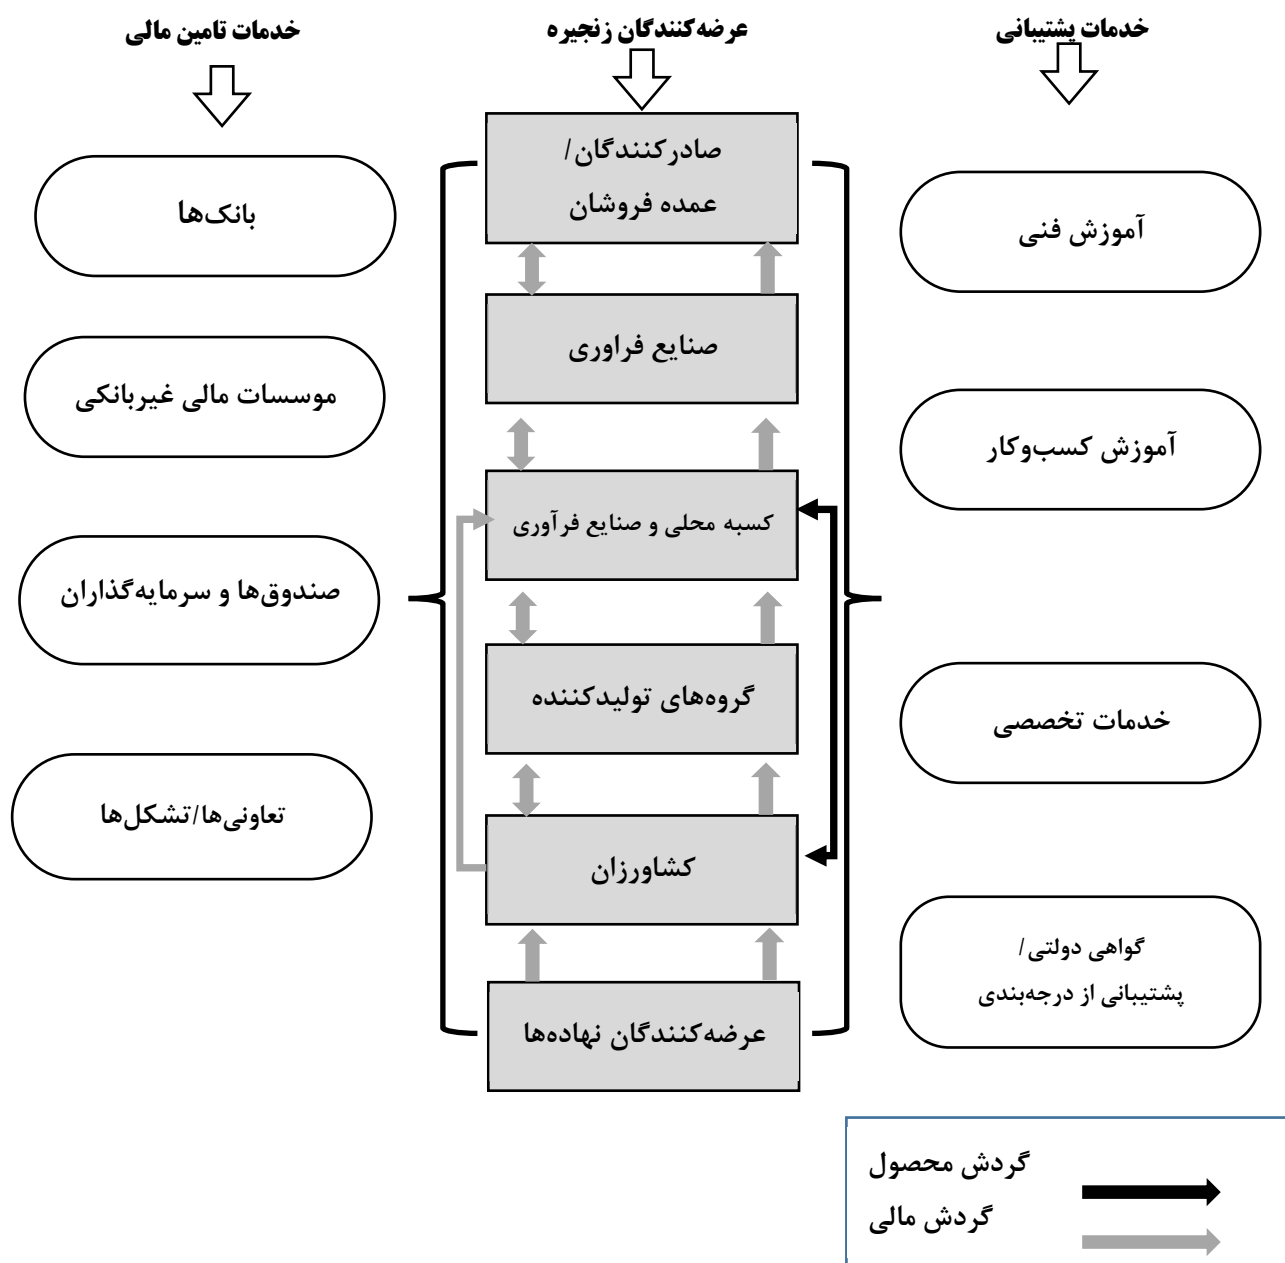 خدمات پشتیبانی
عرضه‌کنندگان زنجیره
خدمات تامین مالی
آموزش فنی
آموزش کسب‌وکار
خدمات تخصصی
گواهی دولتی/
پشتیبانی از درجه‌بندی
صادرکنندگان/
عمده فروشان
صنایع فراوری
کسبه محلی و صنایع فرآوری
گروه‌های تولیدکننده
کشاورزان
عرضه‌کنندگان نهاده‌ها
بانک‌ها
موسسات مالی غیربانکی
صندوق‌ها و سرمایه‌گذاران
تعاونی‌ها/تشکل‌ها
گردش محصول
گردش مالی